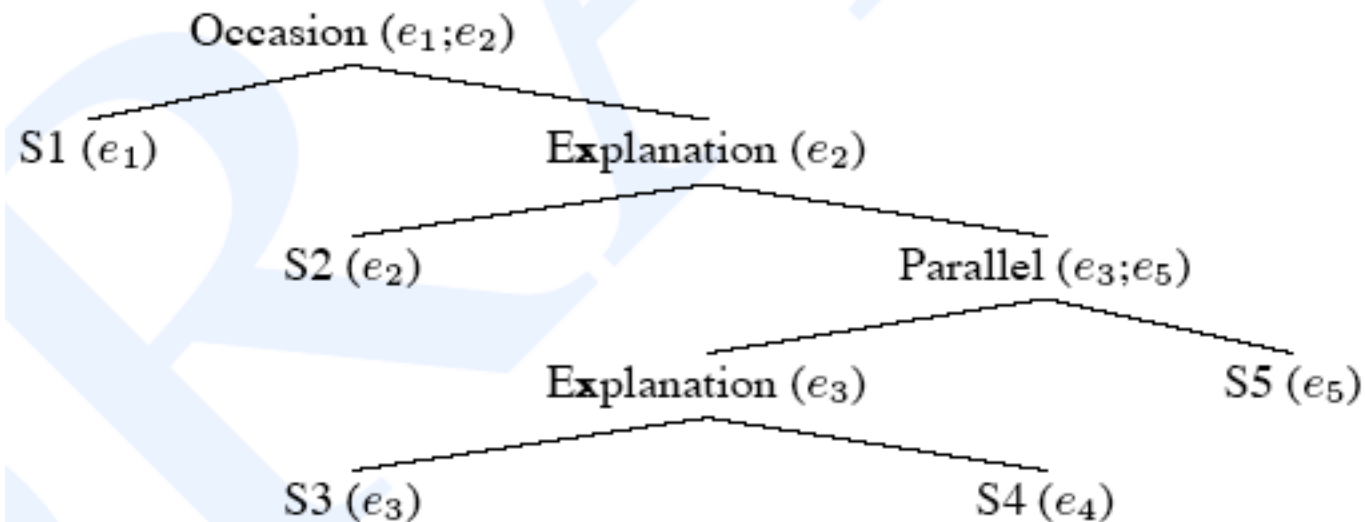 Occasion (e₁;e₂)
S1 (e₁) Explanation (e₂)
S2 (e₂) Parallel (e₃;e₅)
Explanation (e₃) S5 (e₅)
S3 (e₃) S4 (e₄)